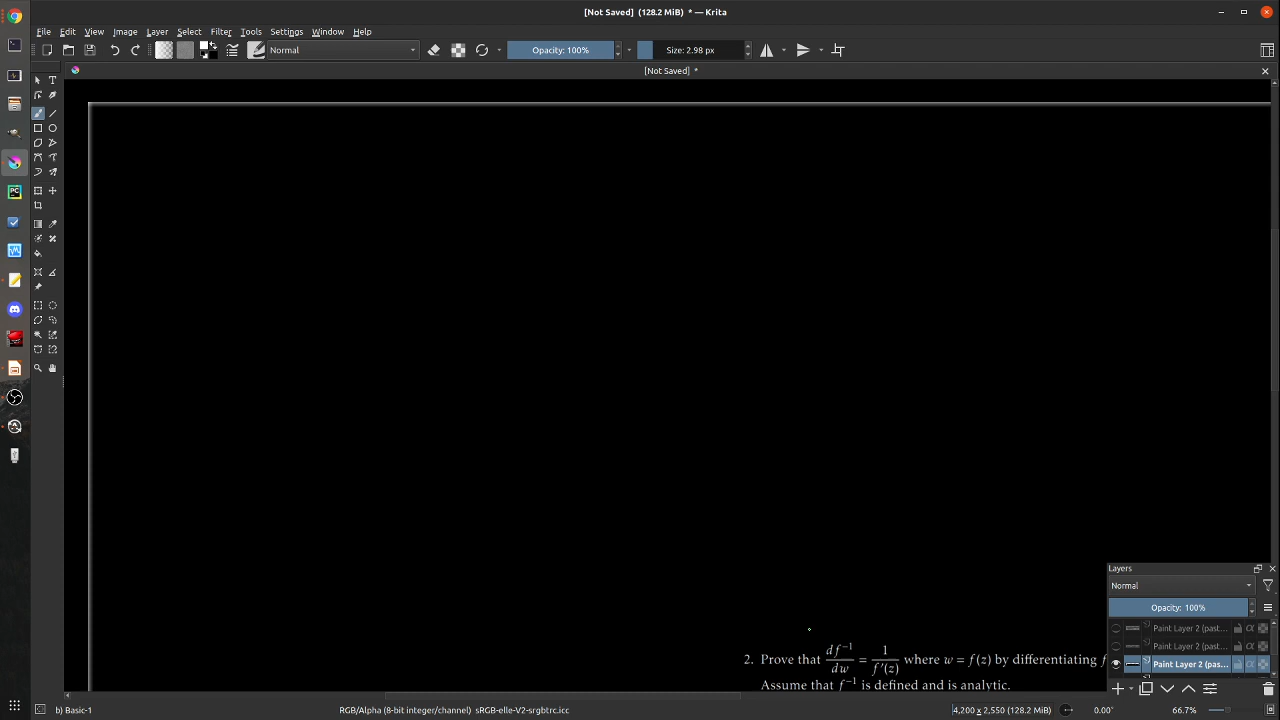 [Not Saved] (128.2 MiB) * — Krita
File Edit View Image Layer Select Filter Tools Settings Window Help
Normal Opacity: 100% Size: 2.98 px
[Not Saved] *
Layers
Normal
Opacity: 100%
Paint Layer 2 (past...
Paint Layer 2 (past...
Paint Layer 2 (pas...
2. Prove that \frac{df^{-1}}{dw} = \frac{1}{f'(z)} where w = f(z) by differentiating f
Assume that f^{-1} is defined and is analytic.
b) Basic-1 RGB/Alpha (8-bit integer/channel) sRGB-elle-V2-srgbtrc.icc 4,200 x 2,550 (128.2 MiB) 0.00° 66.7%